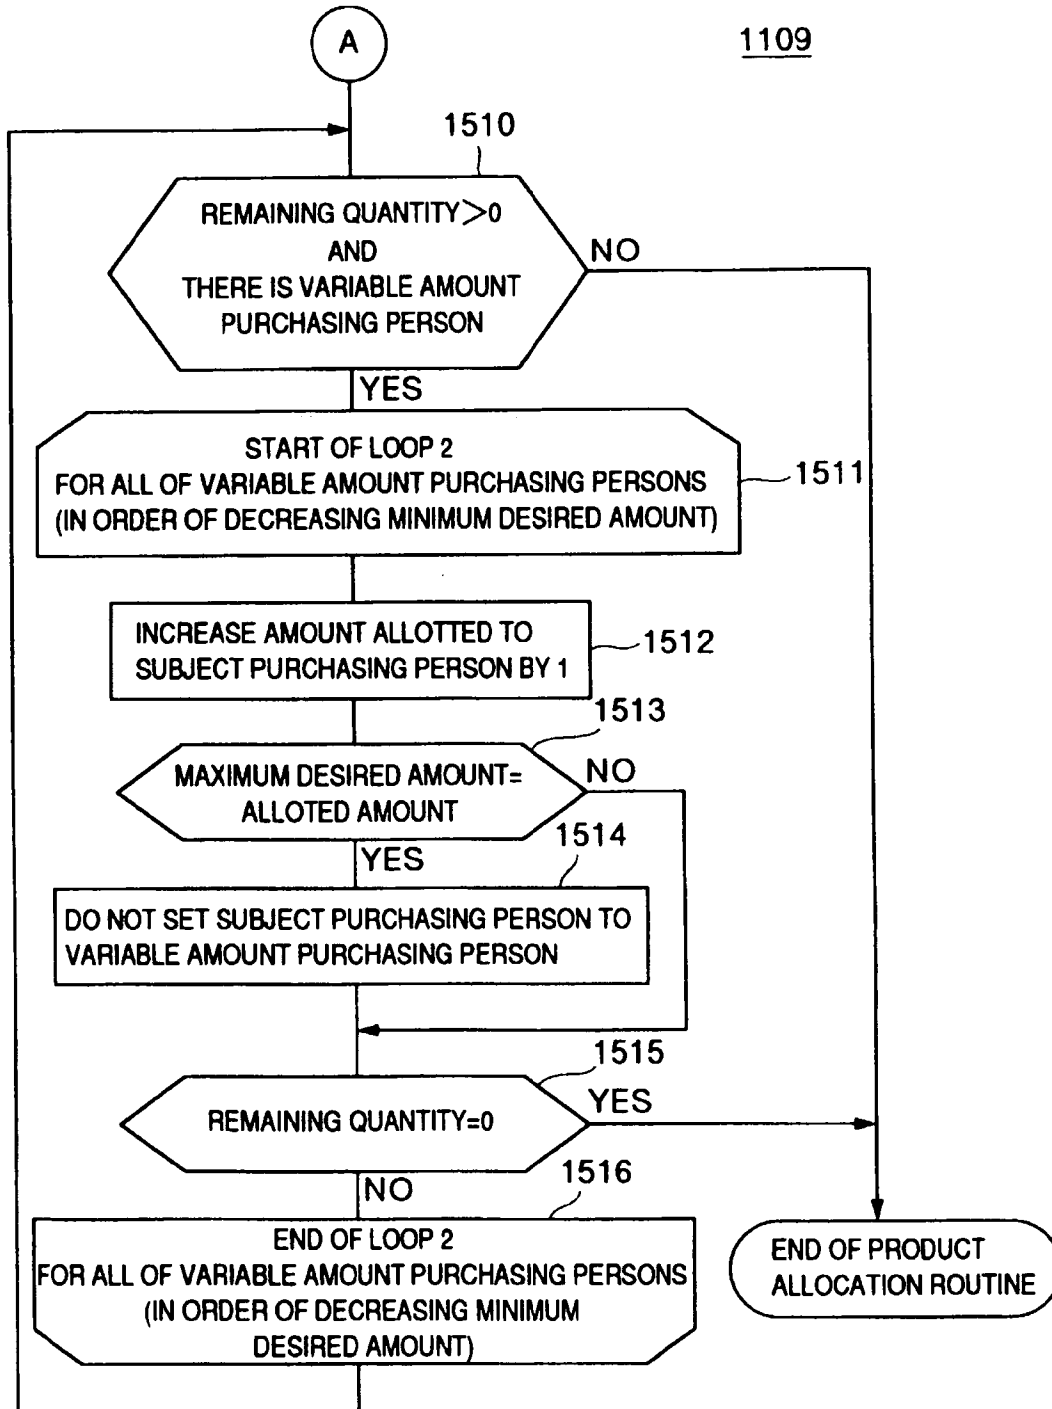 A
1109
1510
REMAINING QUANTITY>0
AND
THERE IS VARIABLE AMOUNT
PURCHASING PERSON
NO
YES
START OF LOOP 2
FOR ALL OF VARIABLE AMOUNT PURCHASING PERSONS
(IN ORDER OF DECREASING MINIMUM DESIRED AMOUNT)
1511
INCREASE AMOUNT ALLOTTED TO
SUBJECT PURCHASING PERSON BY 1
1512
1513
MAXIMUM DESIRED AMOUNT=
ALLOTED AMOUNT
NO
YES
1514
DO NOT SET SUBJECT PURCHASING PERSON TO
VARIABLE AMOUNT PURCHASING PERSON
1515
REMAINING QUANTITY=0
YES
NO
1516
END OF LOOP 2
FOR ALL OF VARIABLE AMOUNT PURCHASING PERSONS
(IN ORDER OF DECREASING MINIMUM
DESIRED AMOUNT)
END OF PRODUCT
ALLOCATION ROUTINE